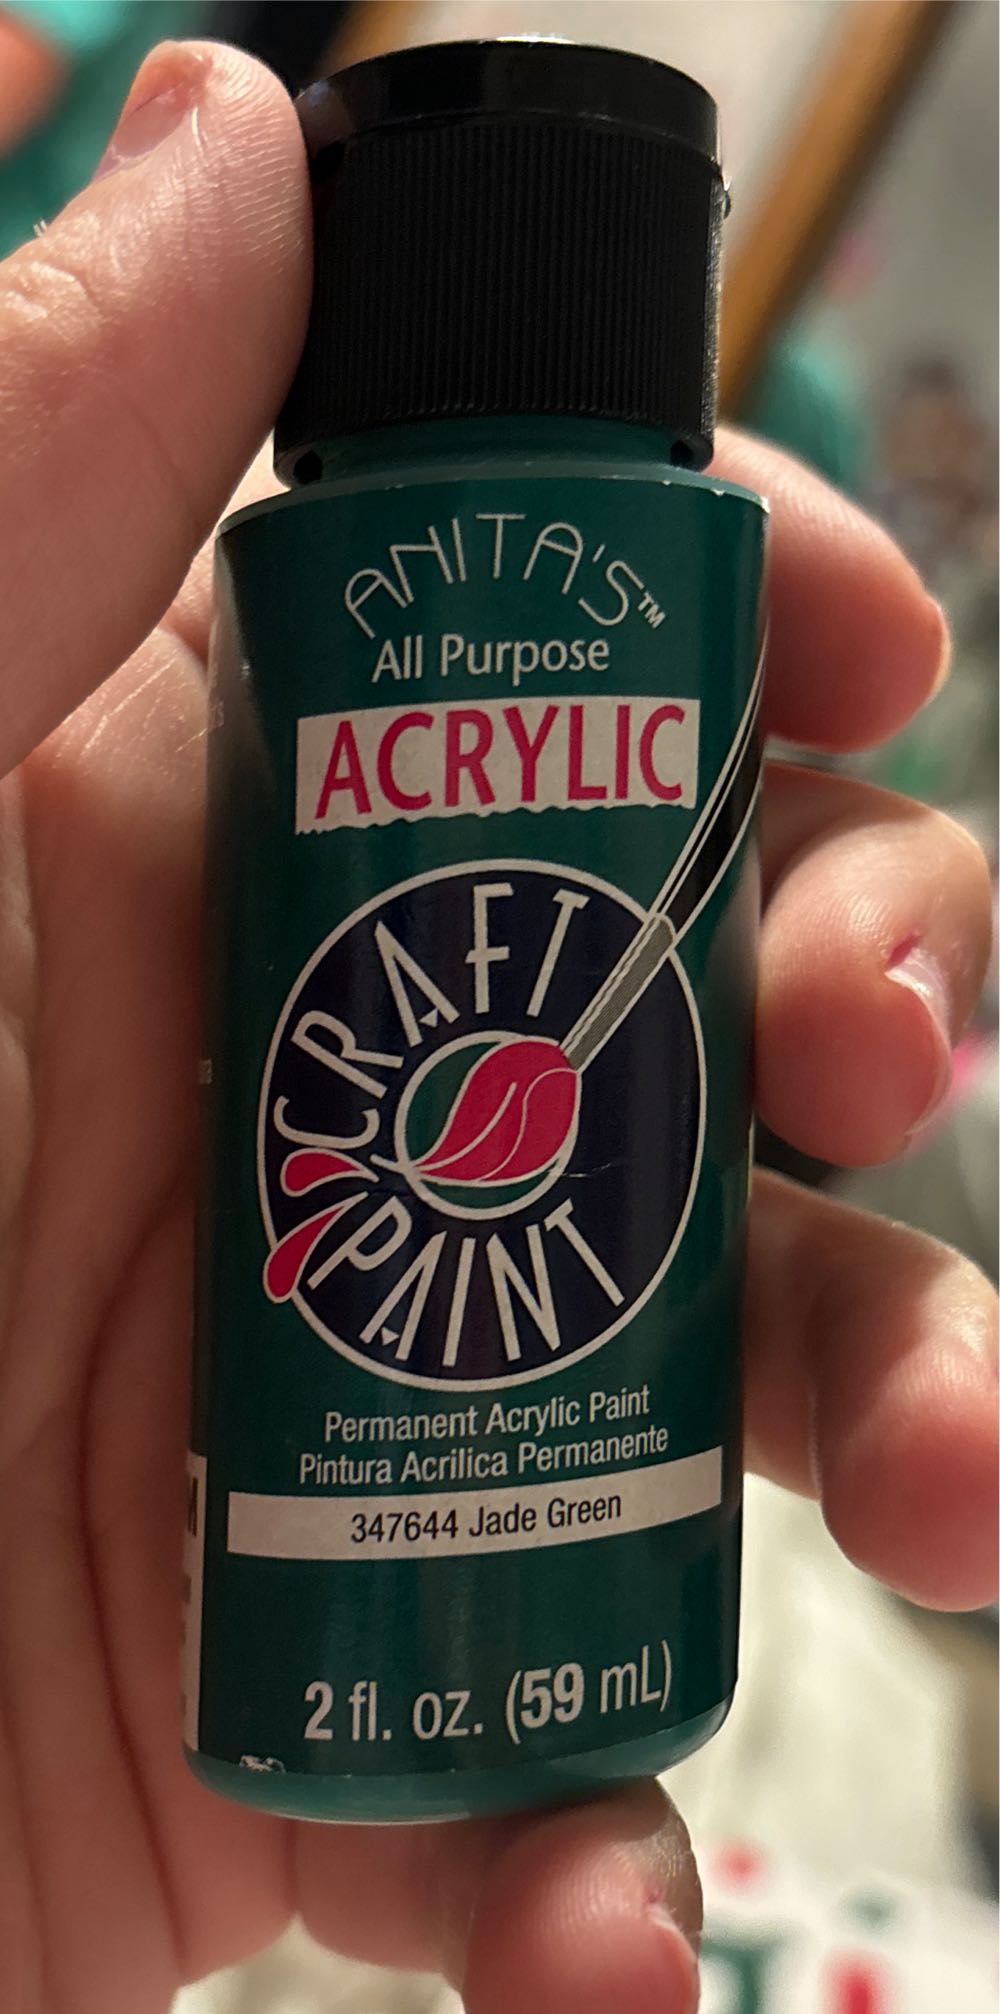 ANITA'S™
All Purpose
ACRYLIC
CRAFT
PAINT
Permanent Acrylic Paint
Pintura Acrilica Permanente
347644 Jade Green
2 fl. oz. (59 mL)